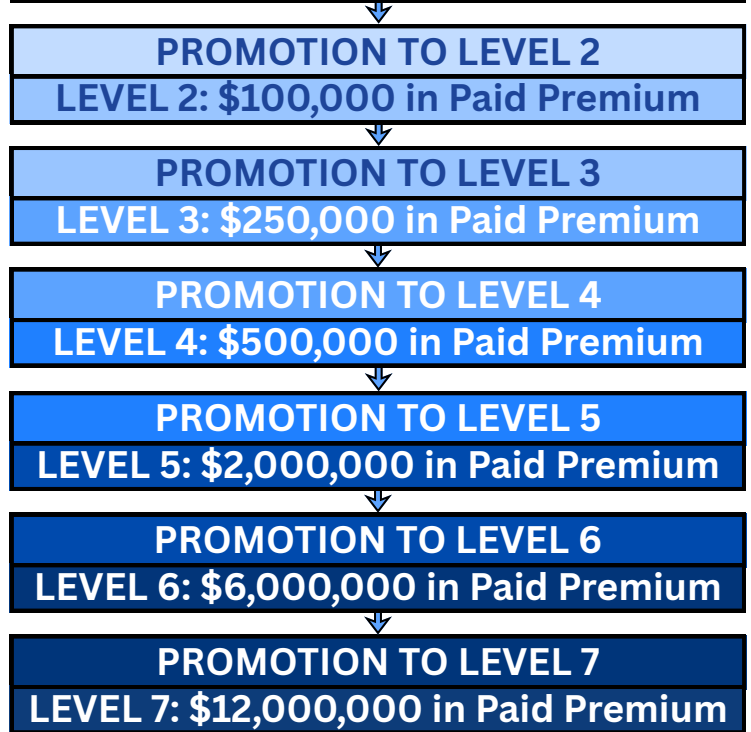 PROMOTION TO LEVEL 2
LEVEL 2: $100,000 in Paid Premium
PROMOTION TO LEVEL 3
LEVEL 3: $250,000 in Paid Premium
PROMOTION TO LEVEL 4
LEVEL 4: $500,000 in Paid Premium
PROMOTION TO LEVEL 5
LEVEL 5: $2,000,000 in Paid Premium
PROMOTION TO LEVEL 6
LEVEL 6: $6,000,000 in Paid Premium
PROMOTION TO LEVEL 7
LEVEL 7: $12,000,000 in Paid Premium